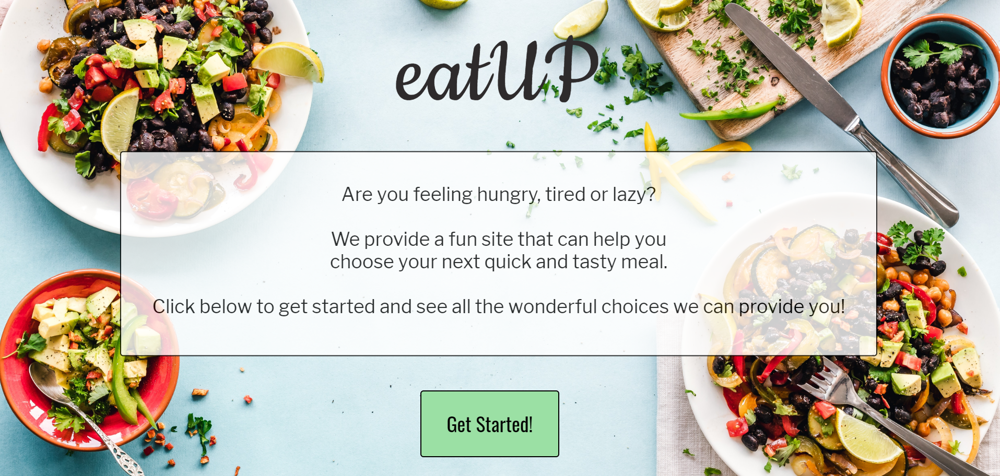 eatUP
Are you feeling hungry, tired or lazy?
We provide a fun site that can help you
choose your next quick and tasty meal.
Click below to get started and see all the wonderful choices we can provide you!
Get Started!